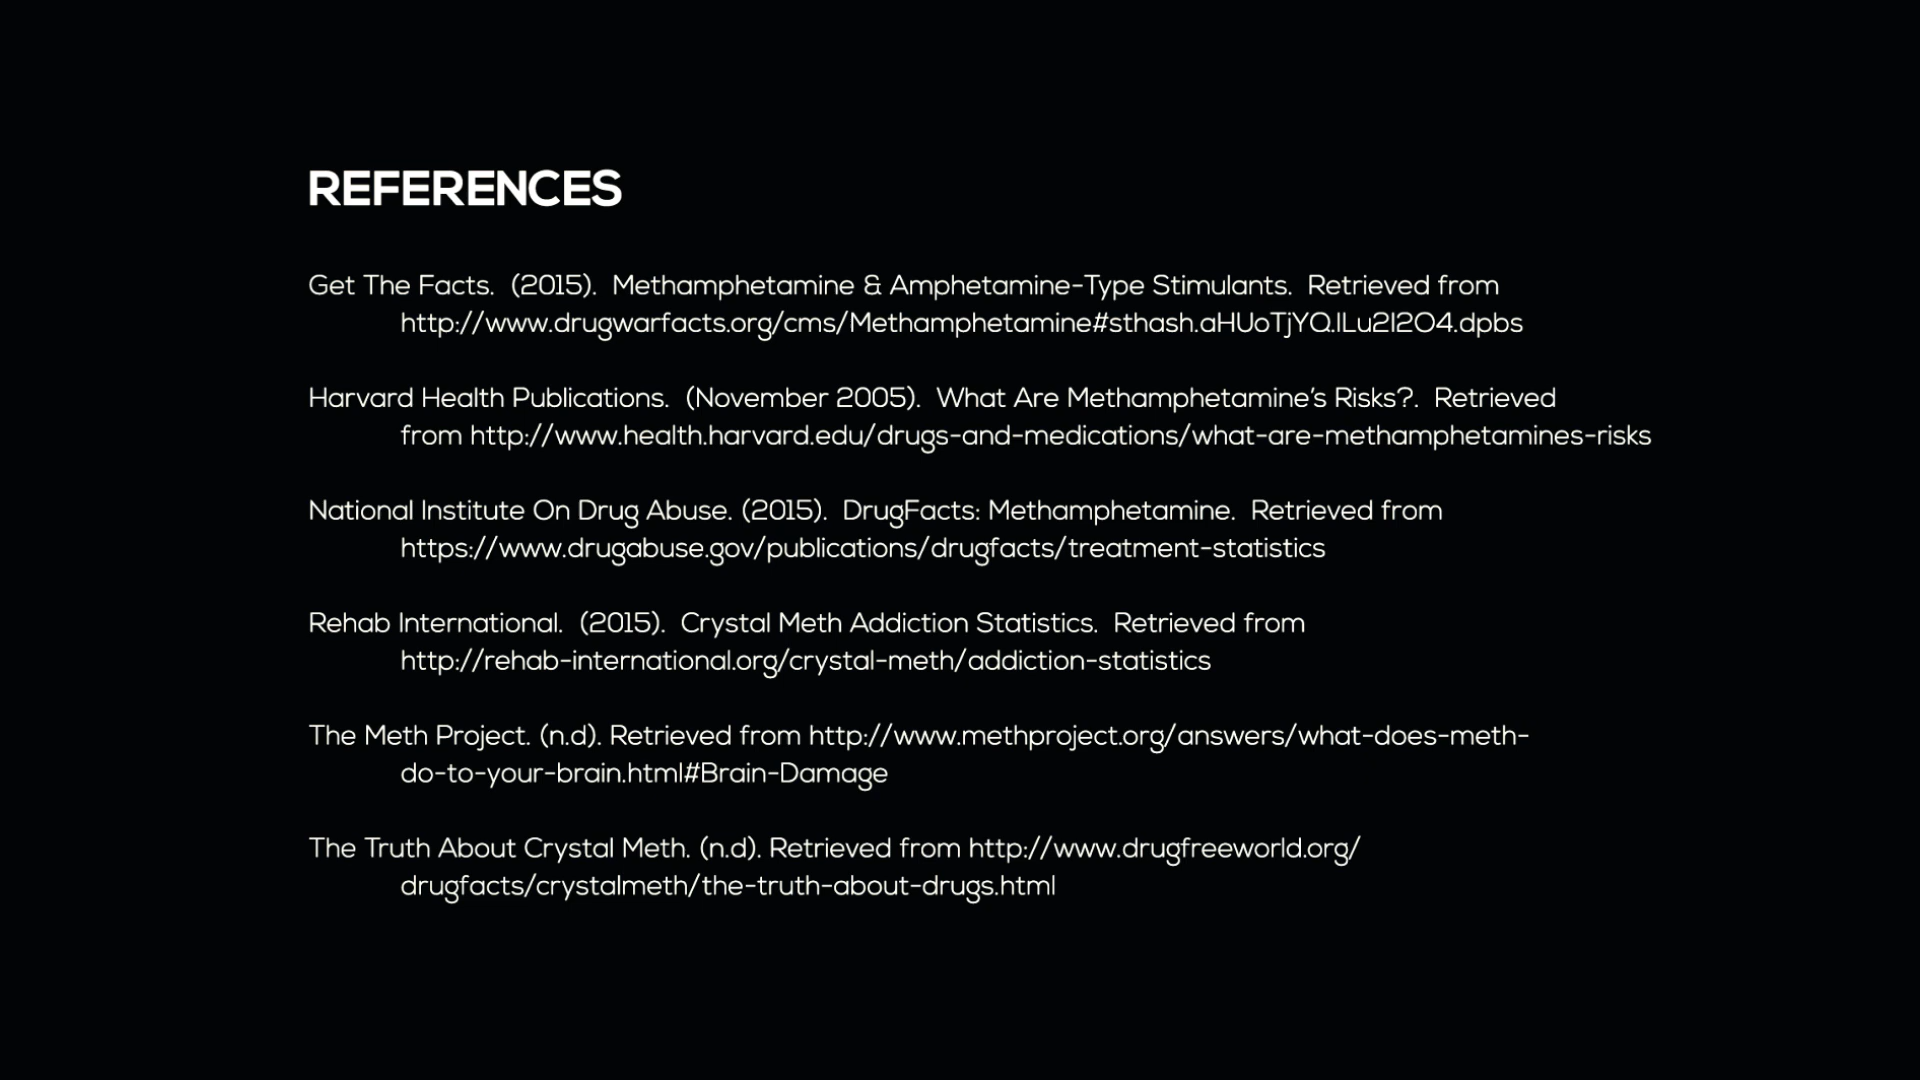 REFERENCES
Get The Facts.  (2015).  Methamphetamine & Amphetamine-Type Stimulants.  Retrieved from
http://www.drugwarfacts.org/cms/Methamphetamine#sthash.aHUoTjYQ.lLu2I2O4.dpbs
Harvard Health Publications.  (November 2005).  What Are Methamphetamine’s Risks?.  Retrieved
from http://www.health.harvard.edu/drugs-and-medications/what-are-methamphetamines-risks
National Institute On Drug Abuse. (2015).  DrugFacts: Methamphetamine.  Retrieved from
https://www.drugabuse.gov/publications/drugfacts/treatment-statistics
Rehab International.  (2015).  Crystal Meth Addiction Statistics.  Retrieved from
http://rehab-international.org/crystal-meth/addiction-statistics
The Meth Project. (n.d). Retrieved from http://www.methproject.org/answers/what-does-meth-
do-to-your-brain.html#Brain-Damage
The Truth About Crystal Meth. (n.d). Retrieved from http://www.drugfreeworld.org/
drugfacts/crystalmeth/the-truth-about-drugs.html